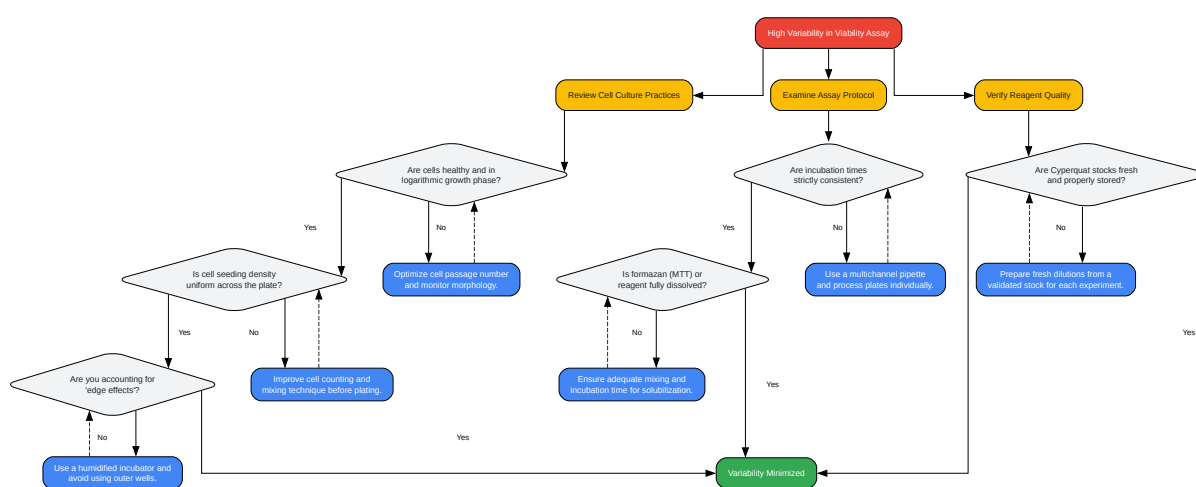 High Variability in Viability Assay
Review Cell Culture Practices
Examine Assay Protocol
Verify Reagent Quality
Are cells healthy and in
logarithmic growth phase?
Are incubation times
strictly consistent?
Are Cyperquat stocks fresh
and properly stored?
Yes
No
Yes
No
No
Is cell seeding density
uniform across the plate?
Optimize cell passage number
and monitor morphology.
Is formazan (MTT) or
reagent fully dissolved?
Use a multichannel pipette
and process plates individually.
Prepare fresh dilutions from a
validated stock for each experiment.
Yes
No
No
Yes
Are you accounting for
'edge effects'?
Improve cell counting and
mixing technique before plating.
Ensure adequate mixing and
incubation time for solubilization.
Yes
No
Yes
Use a humidified incubator and
avoid using outer wells.
Variability Minimized